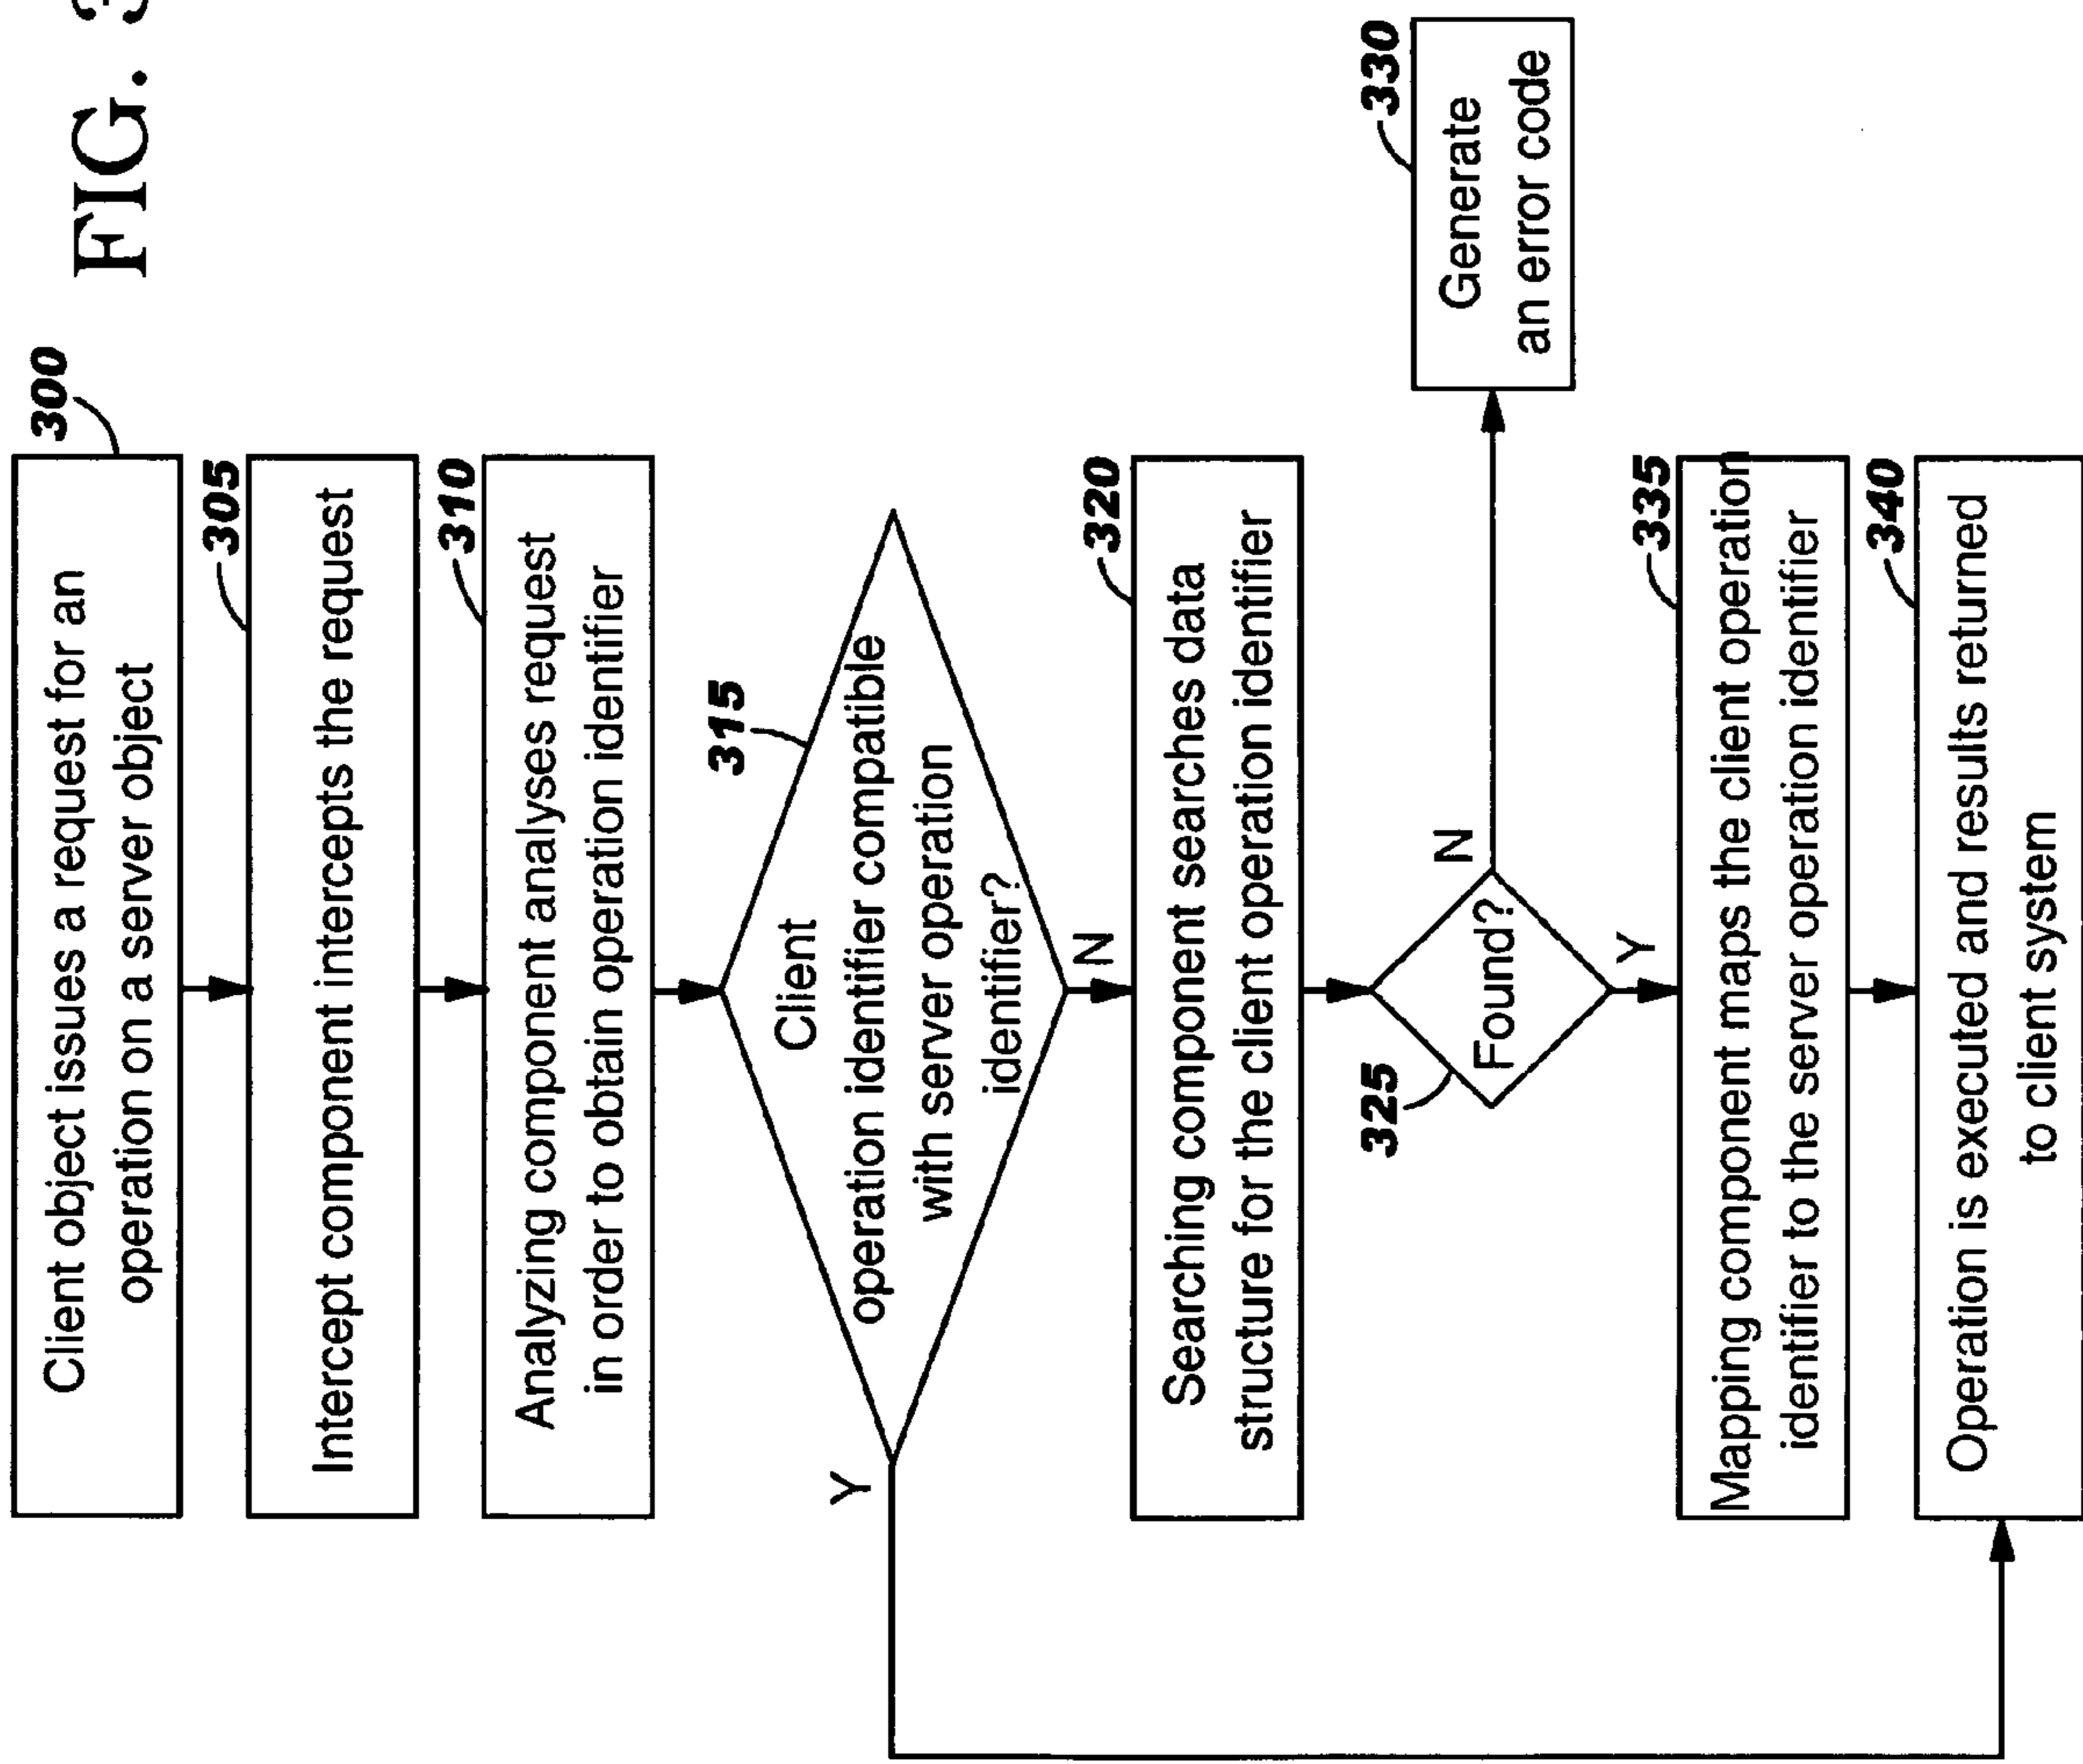 FIG. 3
300
Client object issues a request for an
operation on a server object
305
Intercept component intercepts the request
310
Analyzing component analyses request
in order to obtain operation identifier
315
Client
operation identifier compatible
with server operation
identifier?
Y
N
320
Searching component searches data
structure for the client operation identifier
325
Found?
N
330
Generate
an error code
Y
335
Mapping component maps the client operation
identifier to the server operation identifier
340
Operation is executed and results returned
to client system